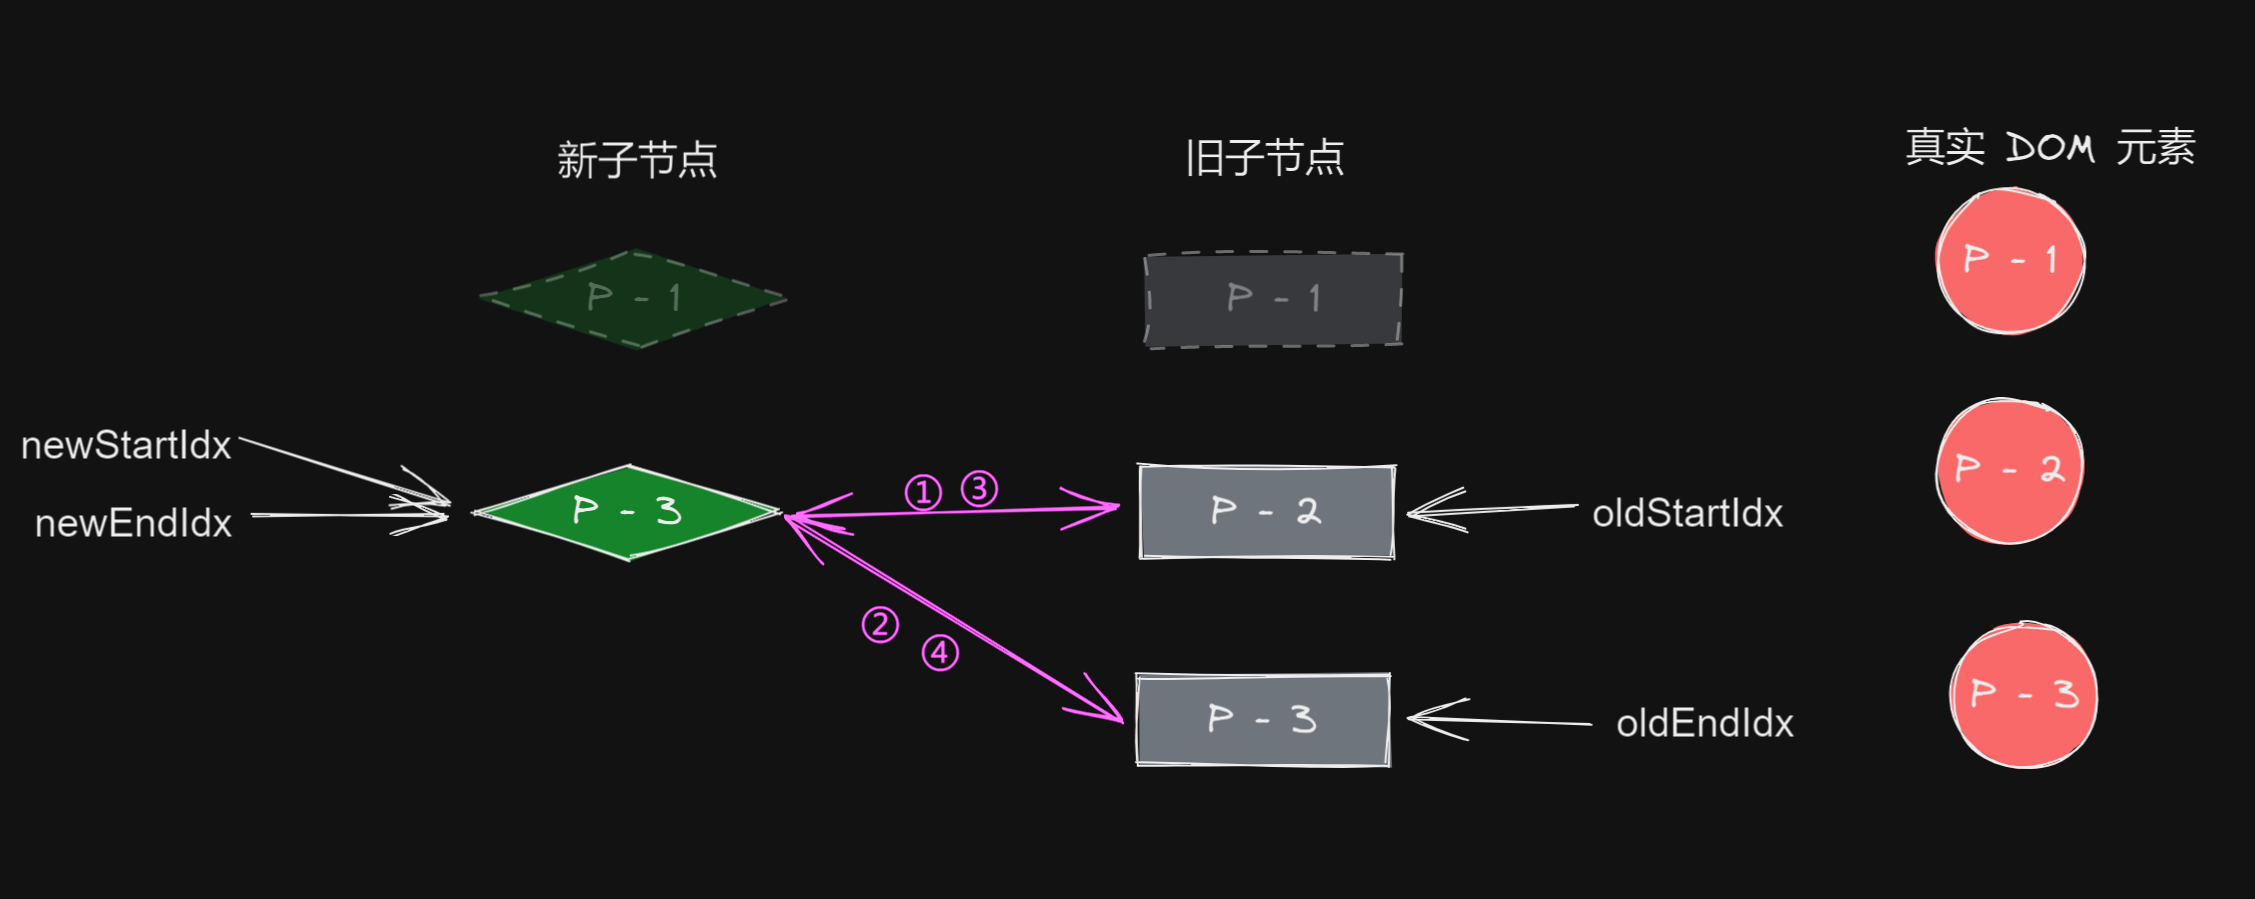 新子节点
旧子节点
真实 DOM 元素
P - 1
P - 1
P - 1
newStartIdx
newEndIdx
P - 3
① ③
P - 2
oldStartIdx
P - 2
② ④
P - 3
oldEndIdx
P - 3